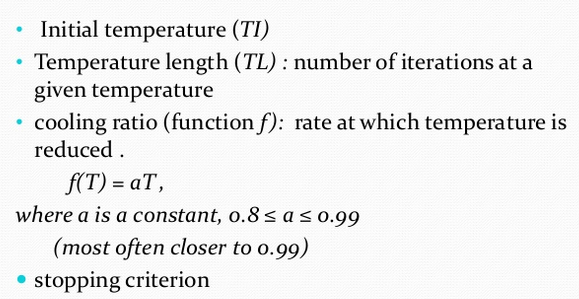 • Initial temperature (TI)
• Temperature length (TL) : number of iterations at a
given temperature
• cooling ratio (function f): rate at which temperature is
reduced .
f(T) = aT,
where a is a constant, 0.8 ≤ a ≤ 0.99
(most often closer to 0.99)
• stopping criterion